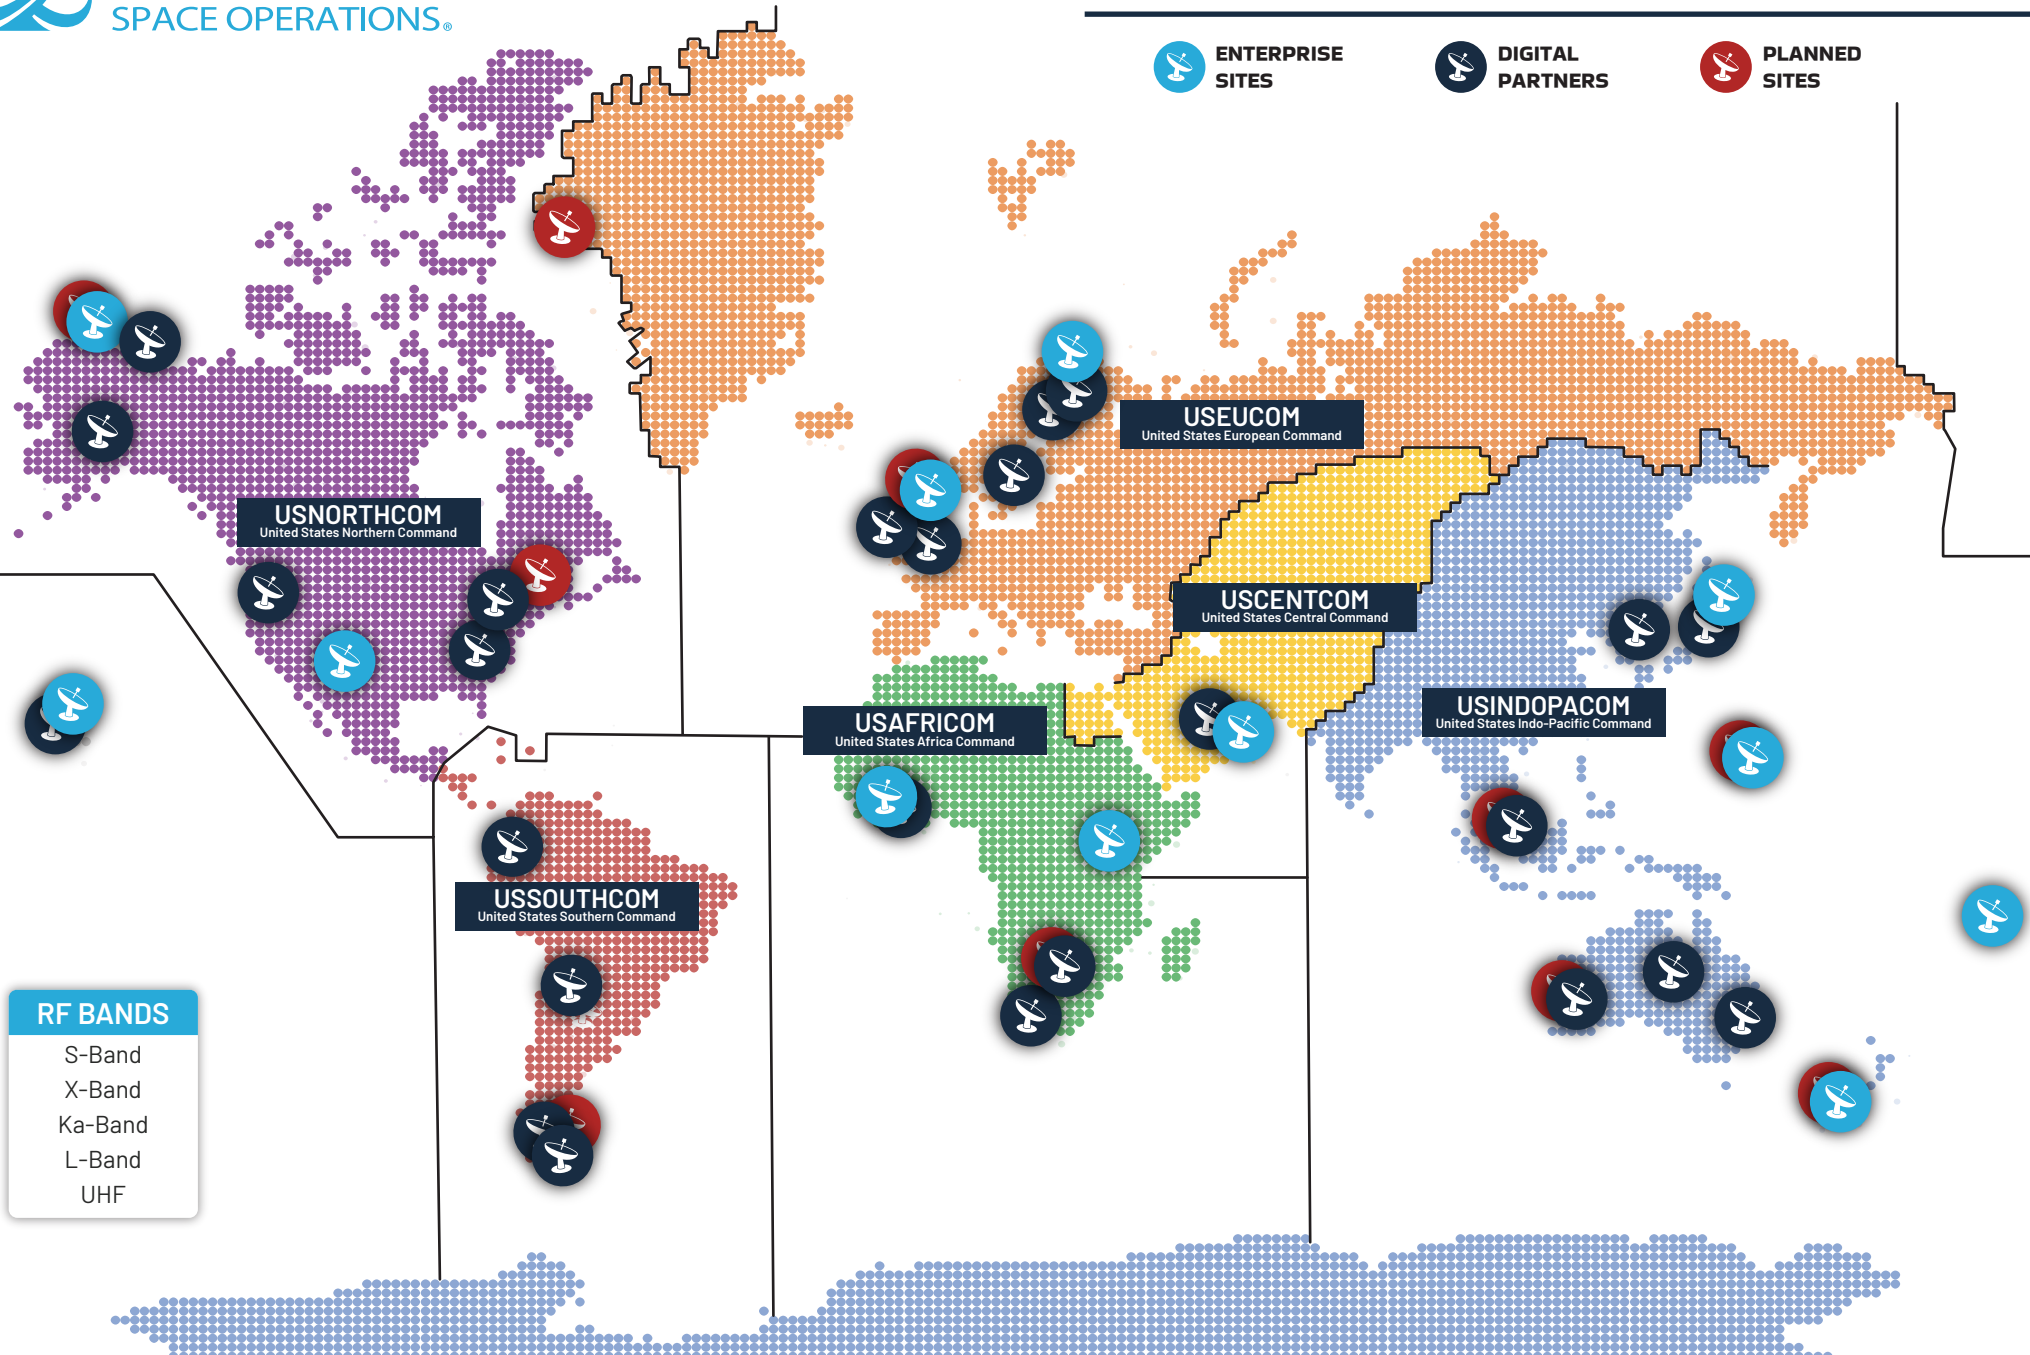 SPACE OPERATIONS®
ENTERPRISE
SITES
DIGITAL
PARTNERS
PLANNED
SITES
USEUCOM
United States European Command
USNORTHCOM
United States Northern Command
USCENTCOM
United States Central Command
USINDOPACOM
United States Indo-Pacific Command
USAFRICOM
United States Africa Command
USSOUTHCOM
United States Southern Command
RF BANDS
S-Band
X-Band
Ka-Band
L-Band
UHF